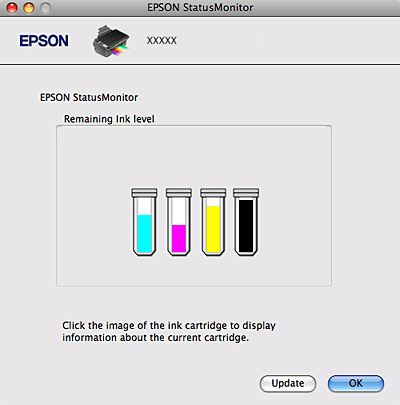 EPSON StatusMonitor
EPSON
XXXXX
EPSON StatusMonitor
Remaining Ink level
Click the image of the ink cartridge to display
information about the current cartridge.
Update
OK